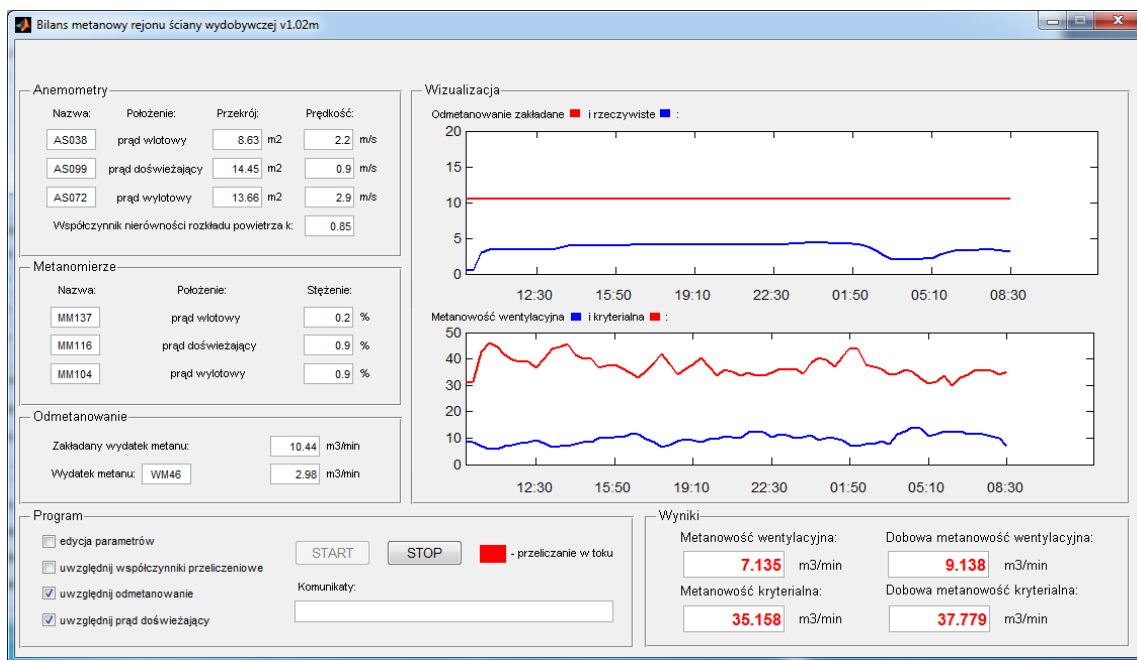 Bilans metanowy rejonu ściany wydobywczej v1.02m
Anemometry
Nazwa: Położenie: Przekrój: Prędkość:
AS038 prąd wlotowy 8.63 m2 2.2 m/s
AS099 prąd doświeżający 14.45 m2 0.9 m/s
AS072 prąd wylotowy 13.66 m2 2.9 m/s
Współczynnik nierówności rozkładu powietrza k: 0.85
Metanomierze
Nazwa: Położenie: Stężenie:
MM137 prąd wlotowy 0.2 %
MM116 prąd doświeżający 0.9 %
MM104 prąd wylotowy 0.9 %
Odmetanowanie
Zakładany wydatek metanu: 10.44 m3/min
Wydatek metanu: WM46 2.98 m3/min
Wizualizacja
Odmetanowanie zakładane i rzeczywiste :
20
15
10
5
0
12:30 15:50 19:10 22:30 01:50 05:10 08:30
Metanowość wentylacyjna i kryterialna :
50
40
30
20
10
0
12:30 15:50 19:10 22:30 01:50 05:10 08:30
Program
edycja parametrów
uwzględnij współczynniki przeliczeniowe
uwzględnij odmetanowanie
uwzględnij prąd doświeżający
START STOP - przeliczanie w toku
Komunikaty:
Wyniki
Metanowość wentylacyjna: Dobowa metanowość wentylacyjna:
7.135 m3/min 9.138 m3/min
Metanowość kryterialna: Dobowa metanowość kryterialna:
35.158 m3/min 37.779 m3/min